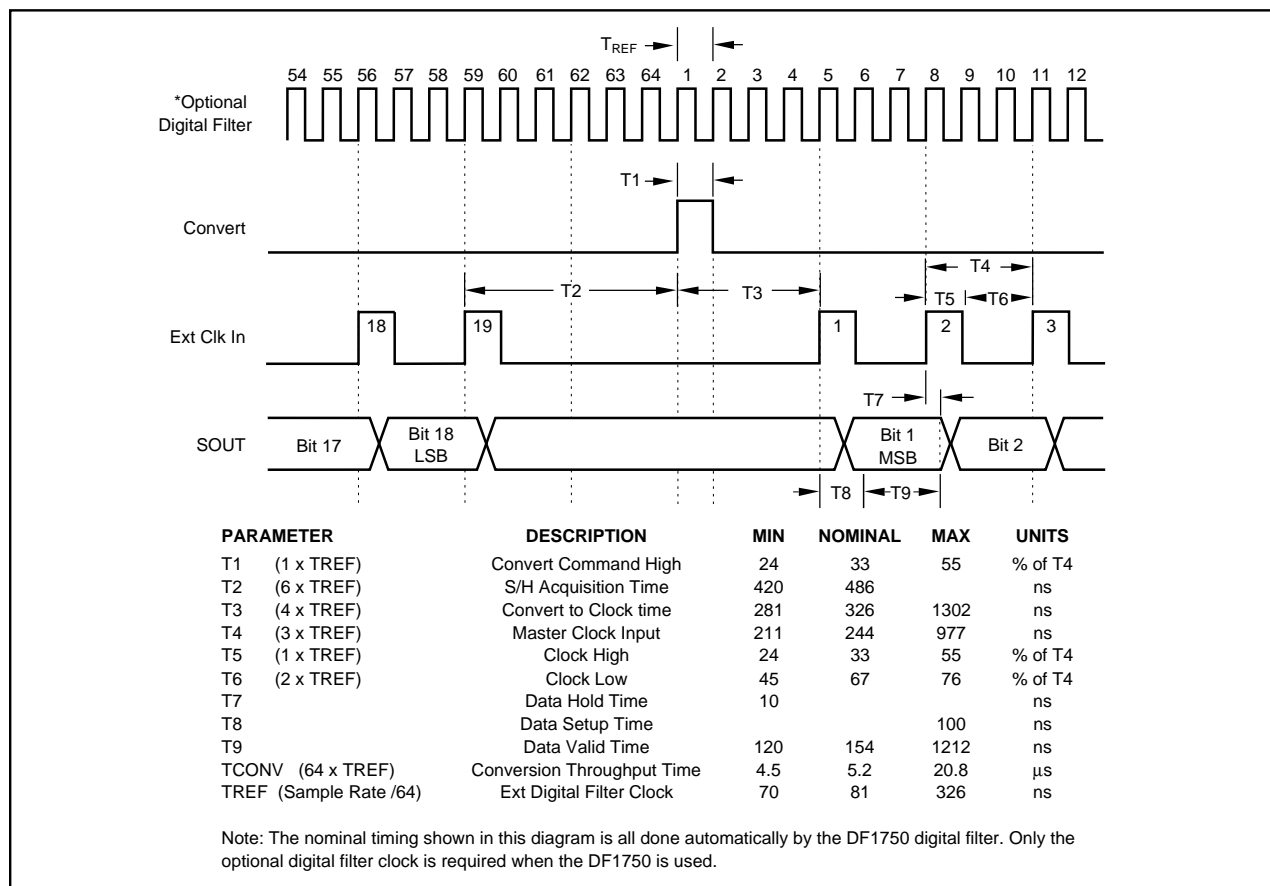 TREF
54 55 56 57 58 59 60 61 62 63 64 1 2 3 4 5 6 7 8 9 10 11 12
*Optional
Digital Filter
T1
Convert
T4
T2 T3 T5 T6
Ext Clk In 18 19 1 2 3
T7
SOUT Bit 17 Bit 18 Bit 1 Bit 2
LSB MSB
T8 T9
PARAMETER DESCRIPTION MIN NOMINAL MAX UNITS
T1 (1 x TREF) Convert Command High 24 33 55 % of T4
T2 (6 x TREF) S/H Acquisition Time 420 486 ns
T3 (4 x TREF) Convert to Clock time 281 326 1302 ns
T4 (3 x TREF) Master Clock Input 211 244 977 ns
T5 (1 x TREF) Clock High 24 33 55 % of T4
T6 (2 x TREF) Clock Low 45 67 76 % of T4
T7 Data Hold Time 10 ns
T8 Data Setup Time 100 ns
T9 Data Valid Time 120 154 1212 ns
TCONV (64 x TREF) Conversion Throughput Time 4.5 5.2 20.8 µs
TREF (Sample Rate /64) Ext Digital Filter Clock 70 81 326 ns
Note: The nominal timing shown in this diagram is all done automatically by the DF1750 digital filter. Only the
optional digital filter clock is required when the DF1750 is used.